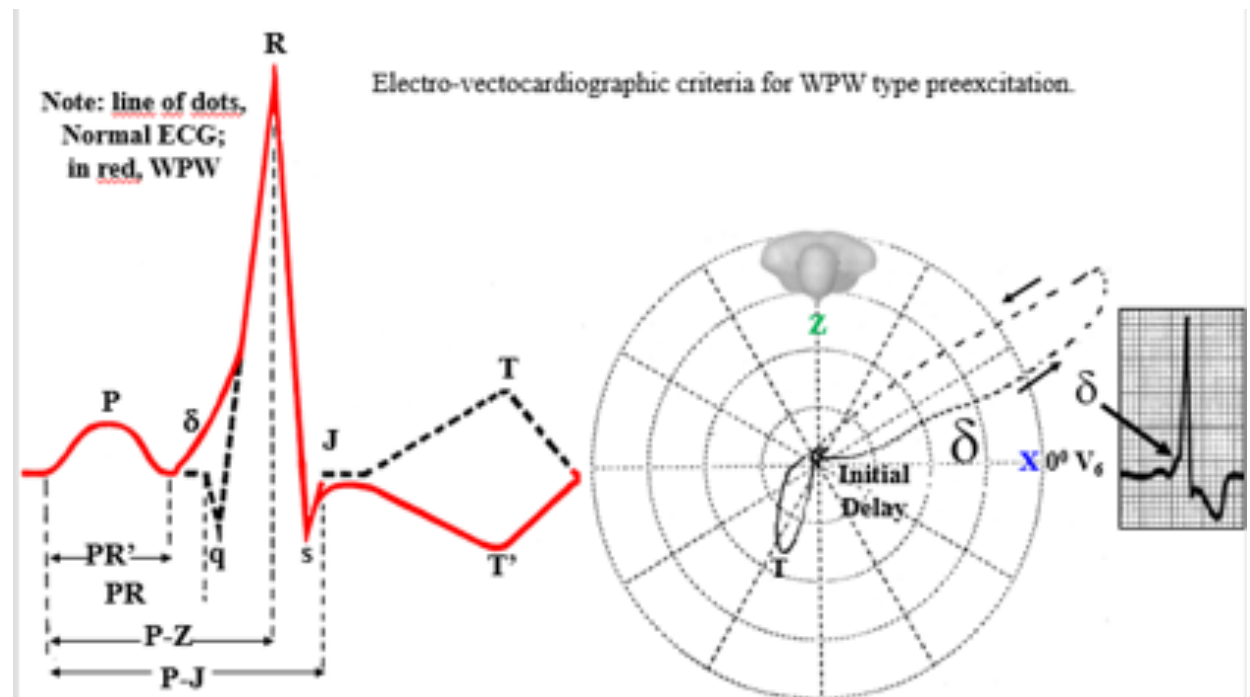 R
Electro-vectocardiographic criteria for WPW type preexcitation.
Note: line of dots,
Normal ECG;
in red, WPW
Z
P
δ
J
T
δ
δ
X 0⁰ V₆
Initial
Delay
T
PR'
q
s
T'
PR
P-Z
P-J